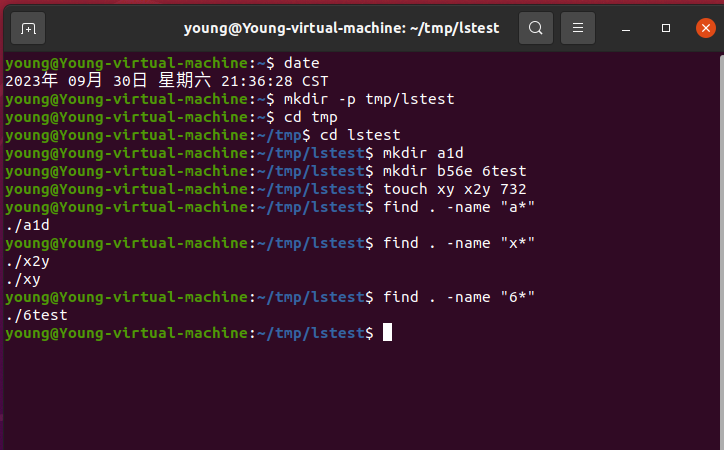 young@Young-virtual-machine: ~/tmp/lstest
young@Young-virtual-machine:~$ date
2023年 09月 30日 星期六 21:36:28 CST
young@Young-virtual-machine:~$ mkdir -p tmp/lstest
young@Young-virtual-machine:~$ cd tmp
young@Young-virtual-machine:~/tmp$ cd lstest
young@Young-virtual-machine:~/tmp/lstest$ mkdir a1d
young@Young-virtual-machine:~/tmp/lstest$ mkdir b56e 6test
young@Young-virtual-machine:~/tmp/lstest$ touch xy x2y 732
young@Young-virtual-machine:~/tmp/lstest$ find . -name "a*"
./a1d
young@Young-virtual-machine:~/tmp/lstest$ find . -name "x*"
./x2y
./xy
young@Young-virtual-machine:~/tmp/lstest$ find . -name "6*"
./6test
young@Young-virtual-machine:~/tmp/lstest$